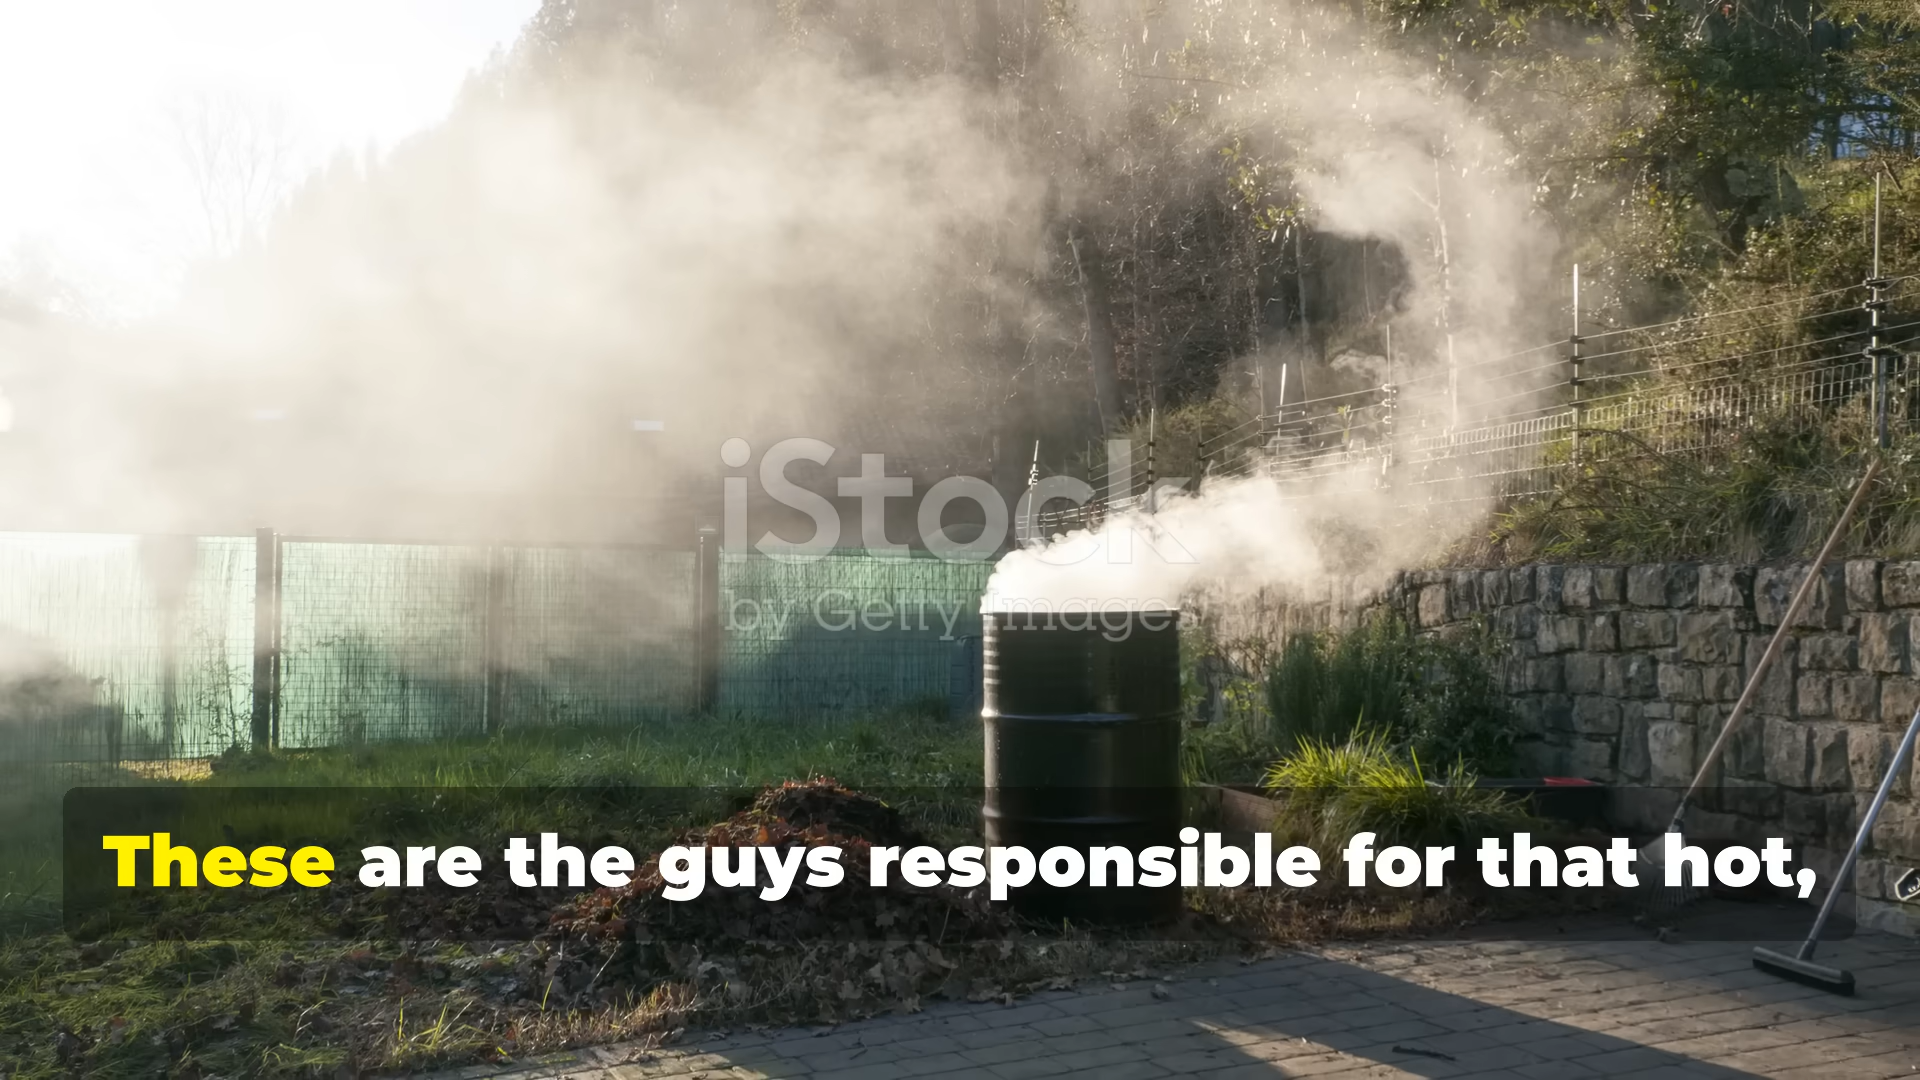 iStock
by Getty Images
These are the guys responsible for that hot,